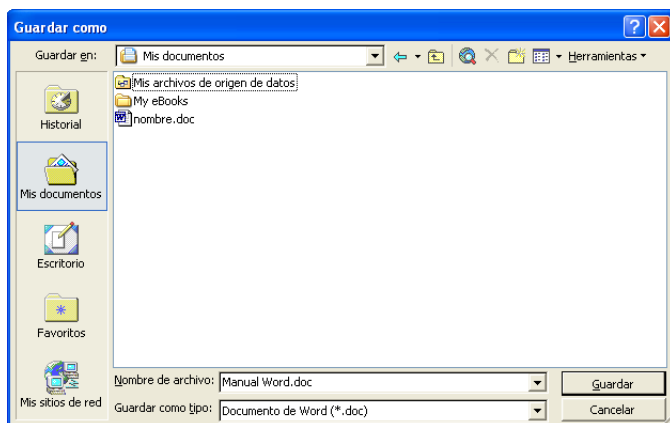 Guardar como
Guardar en: Mis documentos Herramientas
Mis archivos de origen de datos
My eBooks
nombre.doc
Historial
Mis documentos
Escritorio
Favoritos
Mis sitios de red
Nombre de archivo: Manual Word.doc Guardar
Guardar como tipo: Documento de Word (*.doc) Cancelar